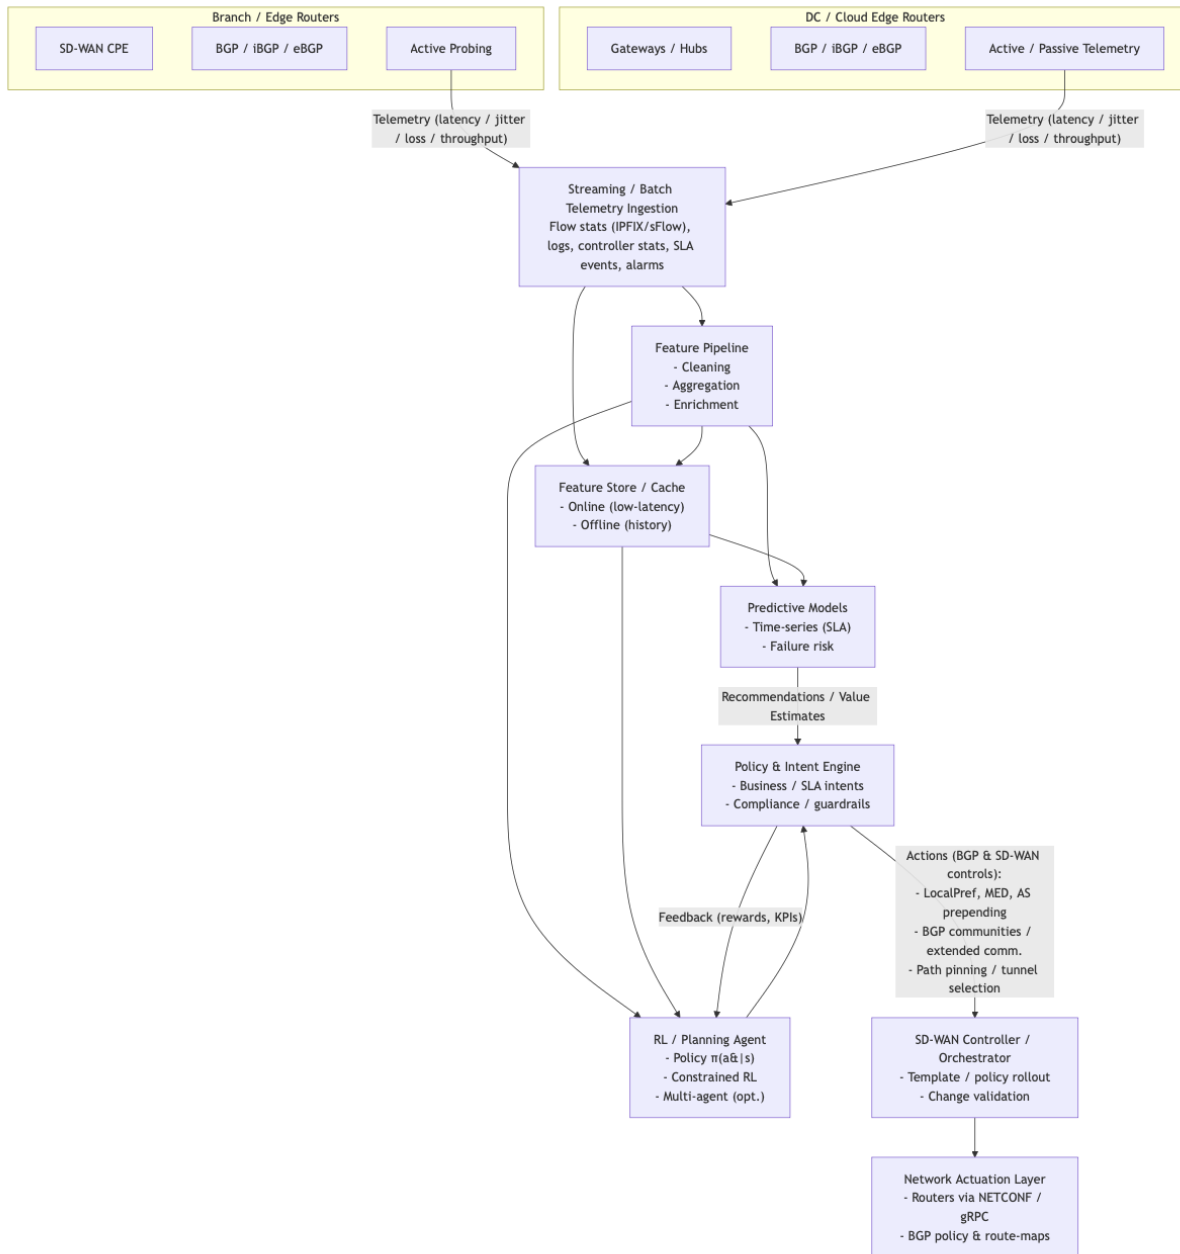 Branch / Edge Routers
SD-WAN CPE
BGP / iBGP / eBGP
Active Probing
DC / Cloud Edge Routers
Gateways / Hubs
BGP / iBGP / eBGP
Active / Passive Telemetry
Telemetry (latency / jitter
/ loss / throughput)
Telemetry (latency / jitter
/ loss / throughput)
Streaming / Batch
Telemetry Ingestion
Flow stats (IPFIX/sFlow),
logs, controller stats, SLA
events, alarms
Feature Pipeline
- Cleaning
- Aggregation
- Enrichment
Feature Store / Cache
- Online (low-latency)
- Offline (history)
Predictive Models
- Time-series (SLA)
- Failure risk
Recommendations / Value
Estimates
Policy & Intent Engine
- Business / SLA intents
- Compliance / guardrails
Actions (BGP & SD-WAN
controls):
- LocalPref, MED, AS
prepending
- BGP communities /
extended comm.
- Path pinning / tunnel
selection
Feedback (rewards, KPIs)
RL / Planning Agent
- Policy π(a&|s)
- Constrained RL
- Multi-agent (opt.)
SD-WAN Controller /
Orchestrator
- Template / policy rollout
- Change validation
Network Actuation Layer
- Routers via NETCONF /
gRPC
- BGP policy & route-maps